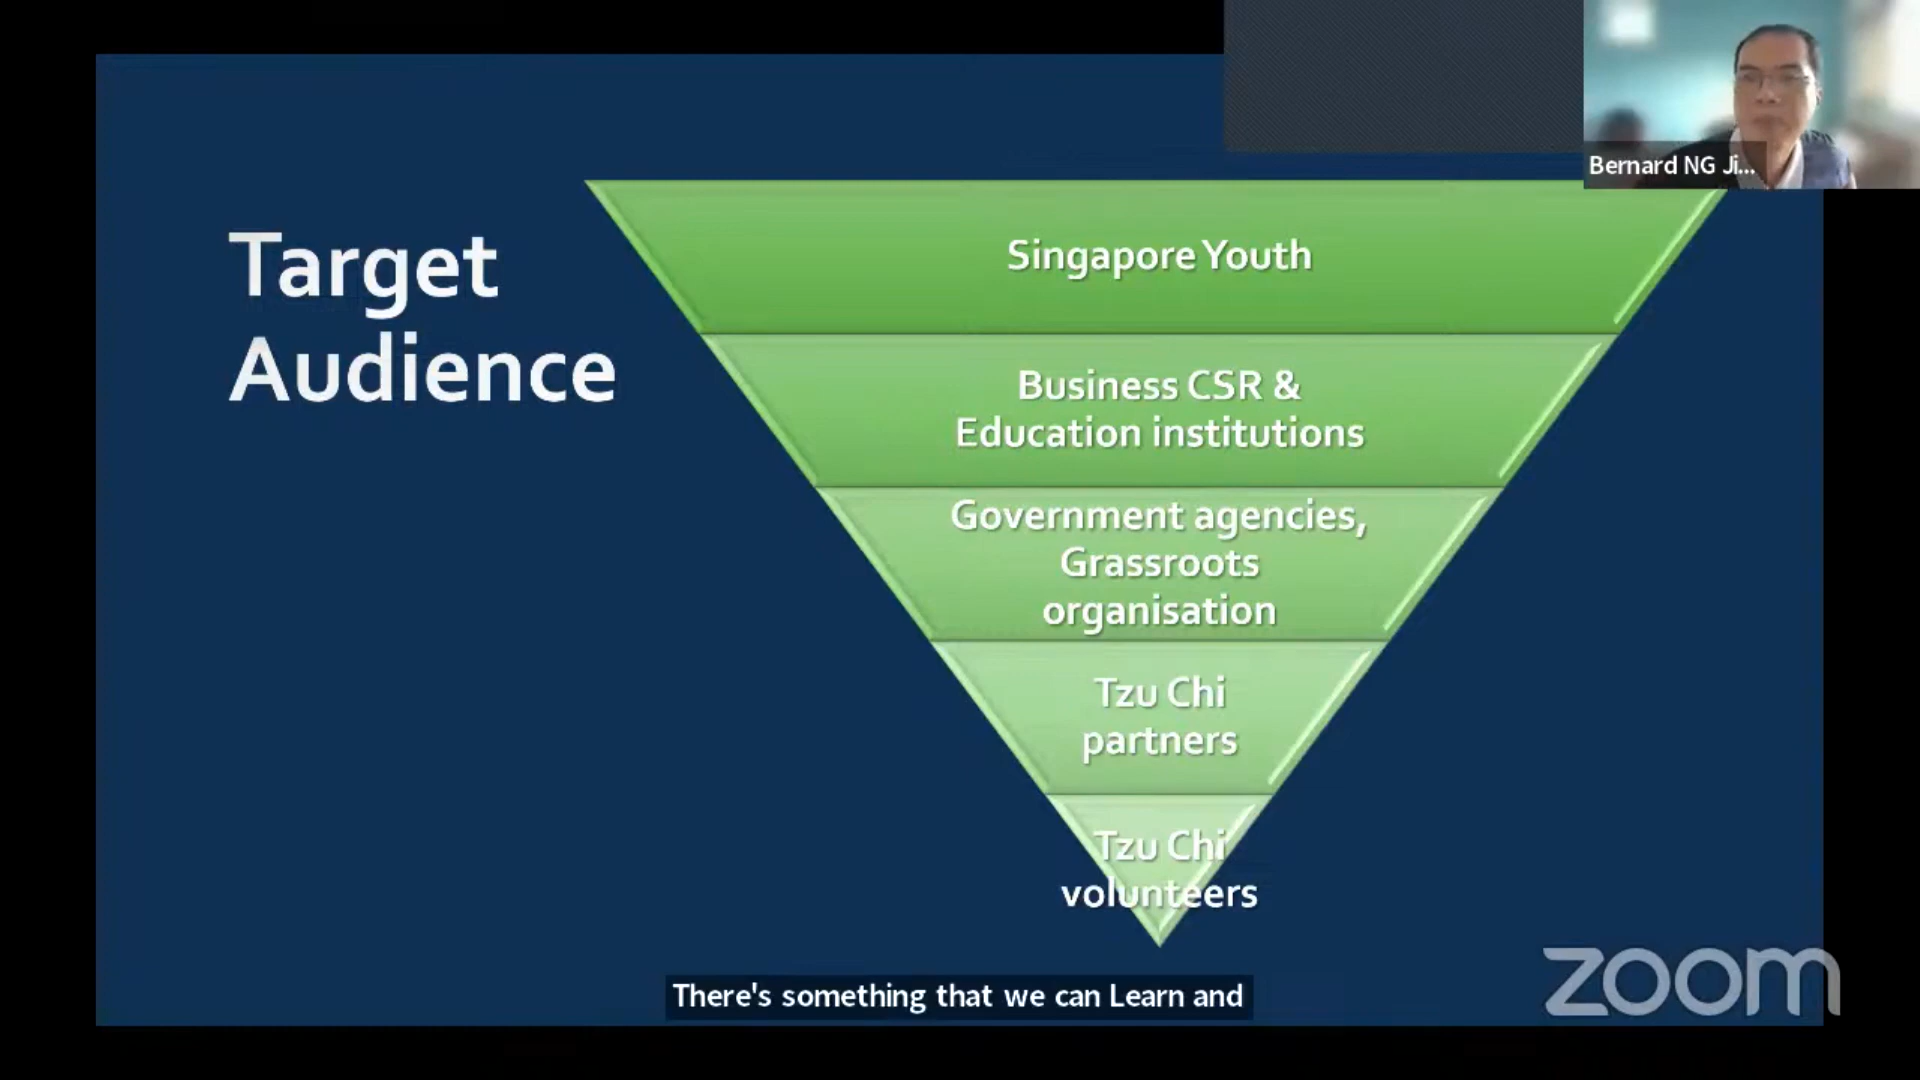 Bernard NG Ji...
Target
Audience
Singapore Youth
Business CSR &
Education institutions
Government agencies,
Grassroots
organisation
Tzu Chi
partners
Tzu Chi
volunteers
There's something that we can Learn and
zoom